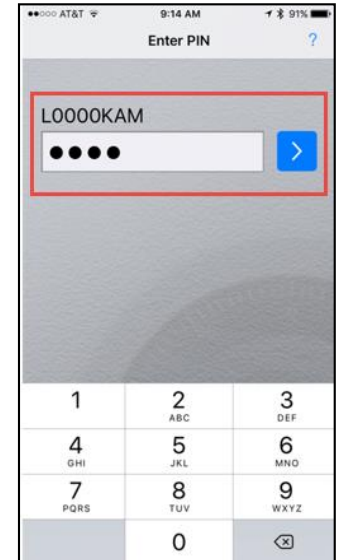 AT&T 9:14 AM 91%
Enter PIN ?
L0000KAM
●●●●
1 2 3
ABC DEF
4 5 6
GHI JKL MNO
7 8 9
PQRS TUV WXYZ
0